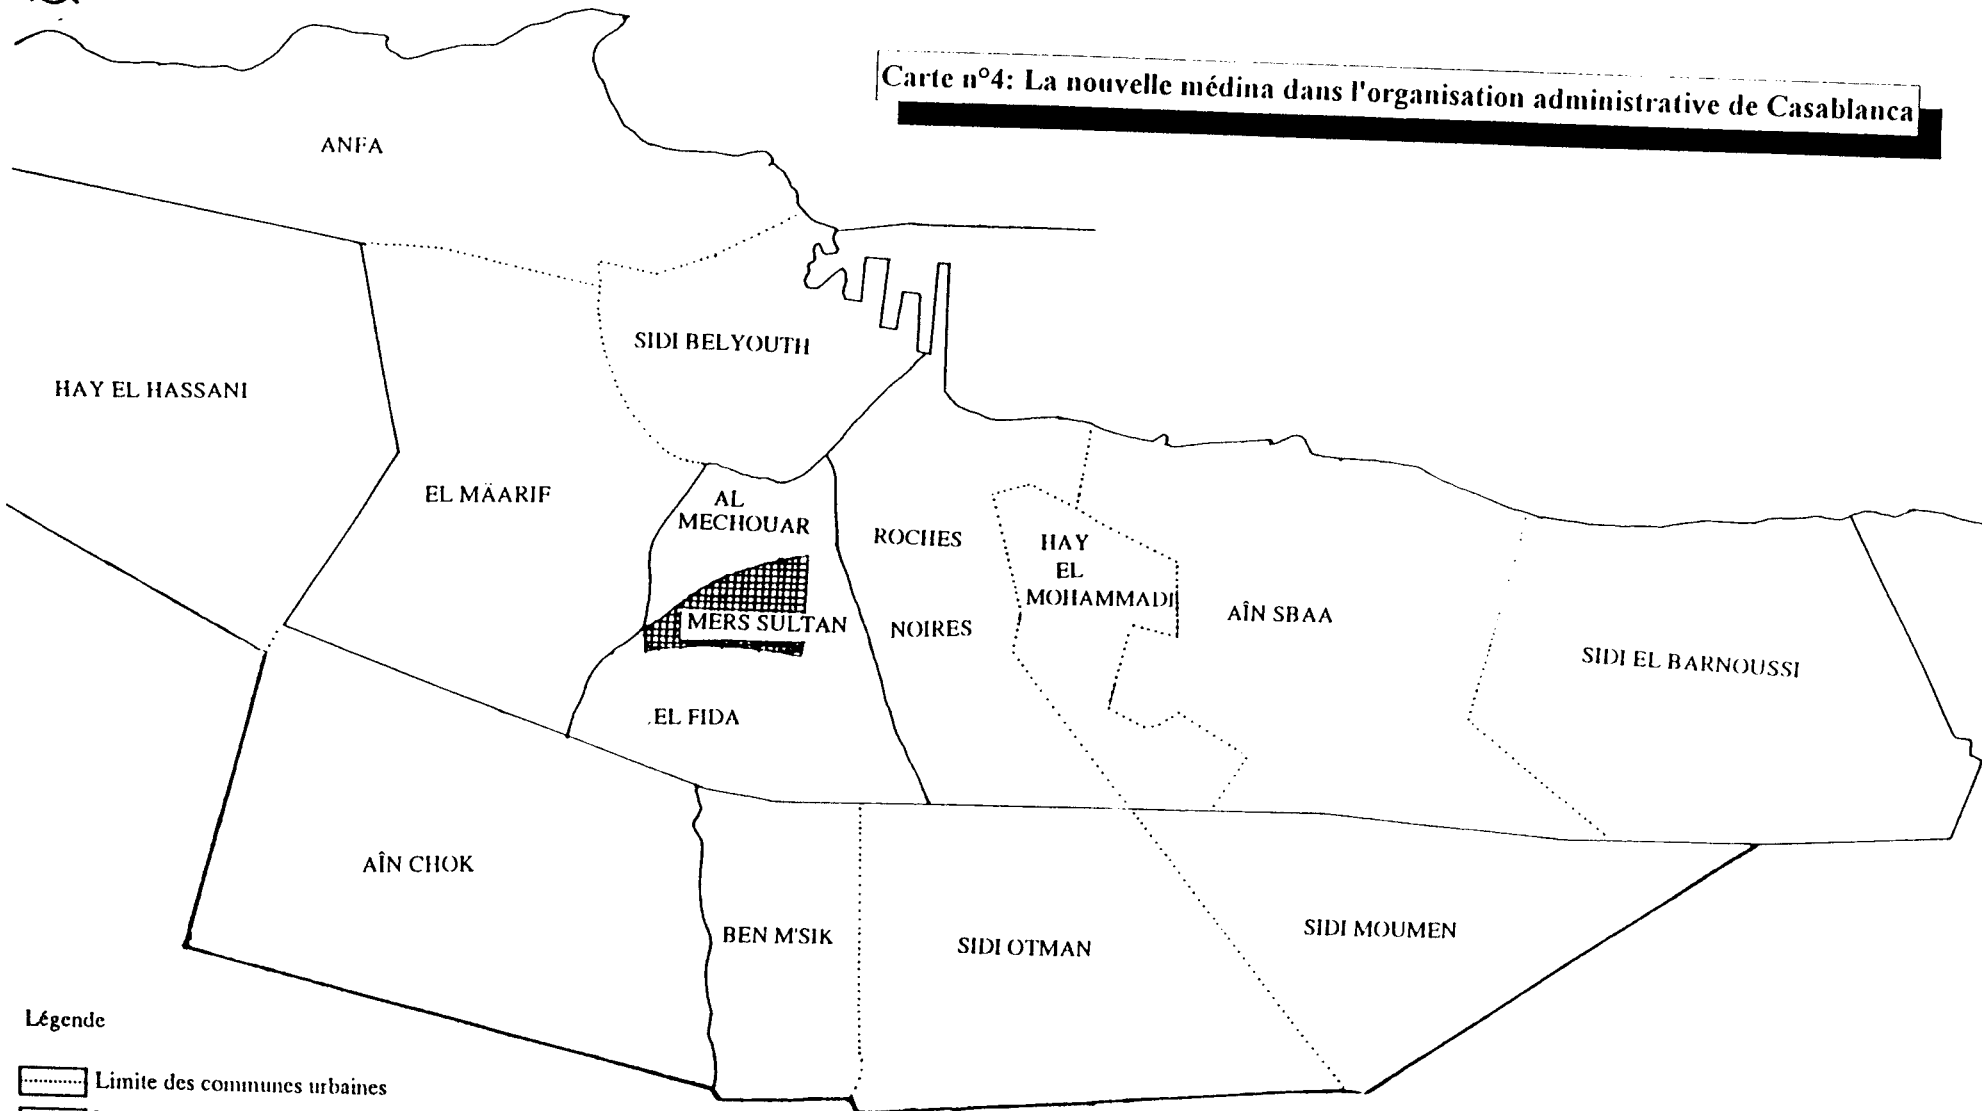 Carte n°4: La nouvelle médina dans l'organisation administrative de Casablanca
ANFA
SIDI BELYOUTH
HAY EL HASSANI
EL MÄARIF
AL
MECHOUAR
ROCHES
NOIRES
HAY
EL
MOHAMMADI
AÎN SBAA
SIDI EL BARNOUSSI
MERS SULTAN
EL FIDA
AÎN CHOK
BEN M'SIK
SIDI OTMAN
SIDI MOUMEN
Légende
Limite des communes urbaines